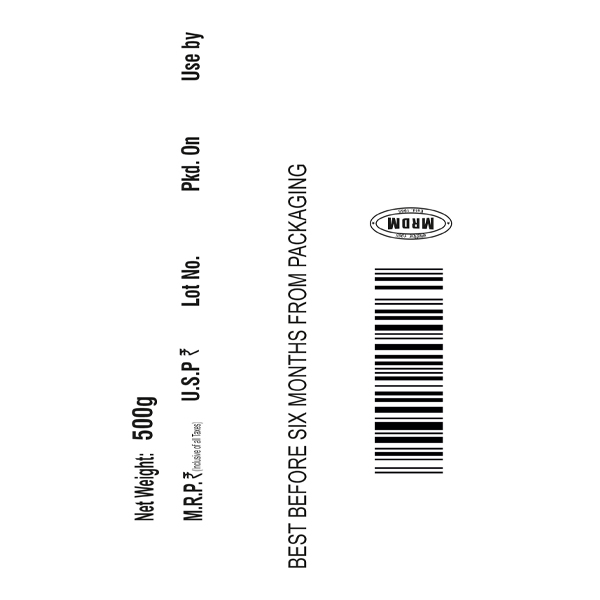 Net Weight: 500g
M.R.P.₹ (Inclusive of all Taxes) U.S.P ₹ Lot No. Pkd. On Use by
BEST BEFORE SIX MONTHS FROM PACKAGING
MRDM